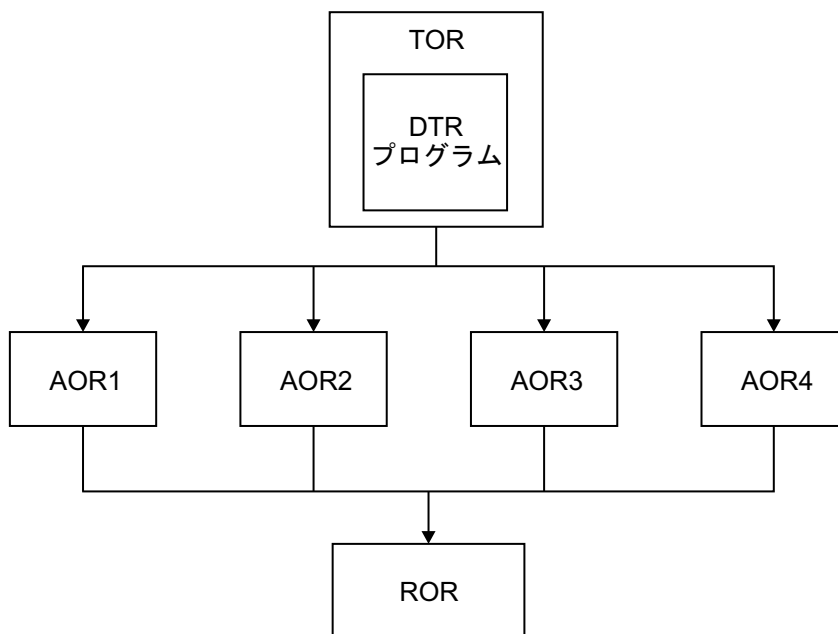 TOR
DTR
プログラム
AOR1
AOR2
AOR3
AOR4
ROR